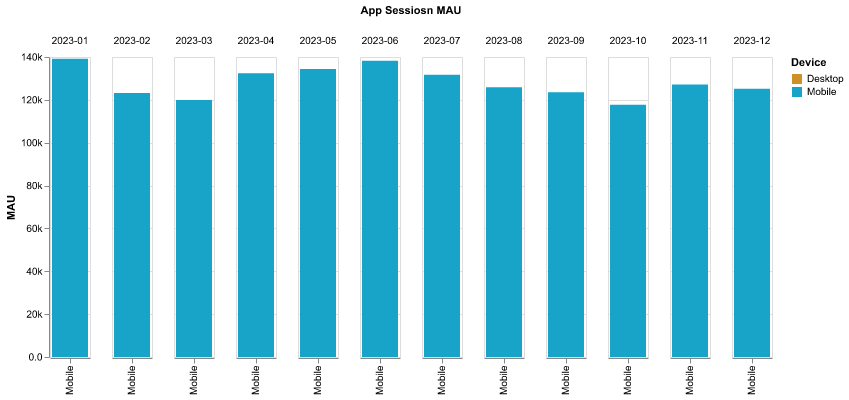 App Sessiosn MAU
2023-01 2023-02 2023-03 2023-04 2023-05 2023-06 2023-07 2023-08 2023-09 2023-10 2023-11 2023-12
140k
120k
100k
80k
60k
40k
20k
0.0
MAU
Mobile Mobile Mobile Mobile Mobile Mobile Mobile Mobile Mobile Mobile Mobile Mobile
Device
Desktop
Mobile